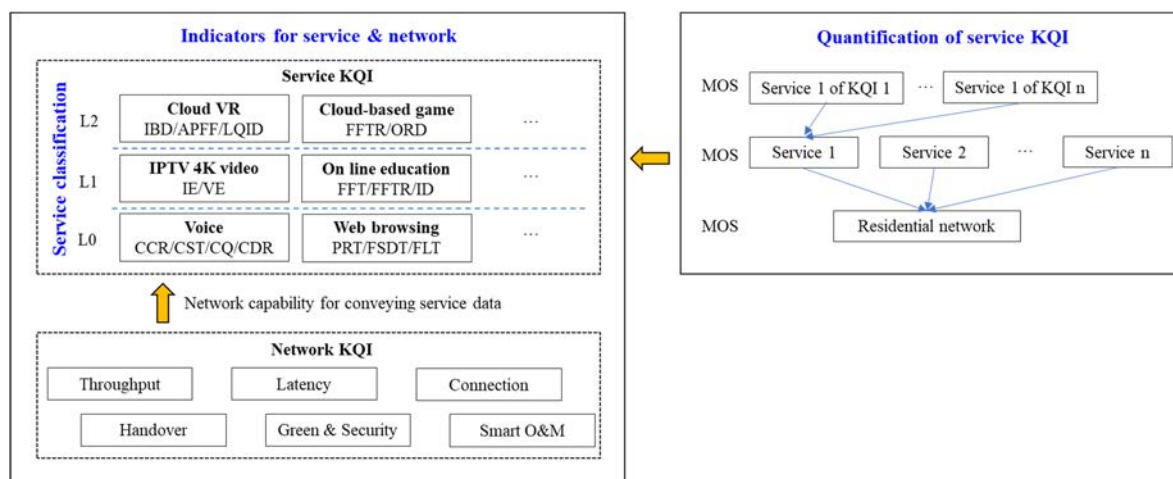 Indicators for service & network
Service KQI
Service classification
L2
Cloud VR
IBD/APFF/LQID
Cloud-based game
FFTR/ORD
...
L1
IPTV 4K video
IE/VE
On line education
FFT/FFTR/ID
...
L0
Voice
CCR/CST/CQ/CDR
Web browsing
PRT/FSDT/FLT
...
Network capability for conveying service data
Network KQI
Throughput
Latency
Connection
Handover
Green & Security
Smart O&M
Quantification of service KQI
MOS
Service 1 of KQI 1
...
Service 1 of KQI n
MOS
Service 1
Service 2
...
Service n
MOS
Residential network